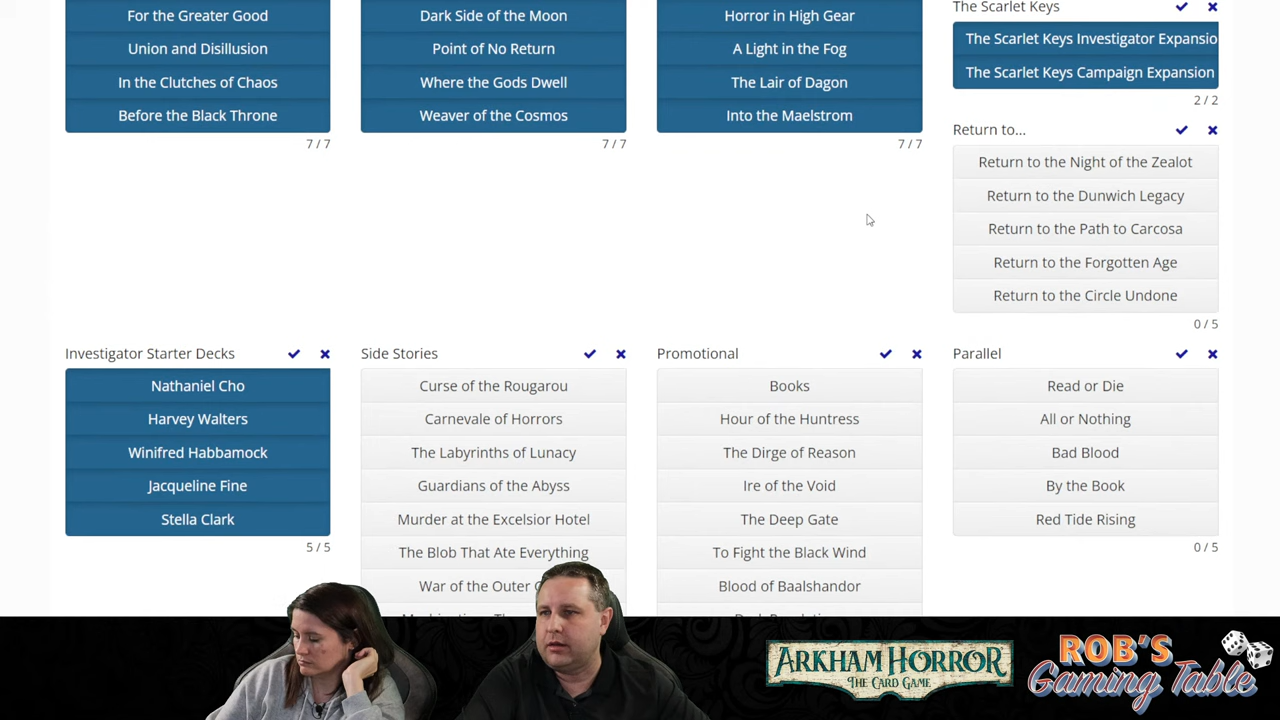 For the Greater Good
Union and Disillusion
In the Clutches of Chaos
Before the Black Throne
7 / 7
Dark Side of the Moon
Point of No Return
Where the Gods Dwell
Weaver of the Cosmos
7 / 7
Horror in High Gear
A Light in the Fog
The Lair of Dagon
Into the Maelstrom
7 / 7
The Scarlet Keys
The Scarlet Keys Investigator Expansio
The Scarlet Keys Campaign Expansion
2 / 2
Return to...
Return to the Night of the Zealot
Return to the Dunwich Legacy
Return to the Path to Carcosa
Return to the Forgotten Age
Return to the Circle Undone
0 / 5
Investigator Starter Decks
Nathaniel Cho
Harvey Walters
Winifred Habbamock
Jacqueline Fine
Stella Clark
5 / 5
Side Stories
Curse of the Rougarou
Carnevale of Horrors
The Labyrinths of Lunacy
Guardians of the Abyss
Murder at the Excelsior Hotel
The Blob That Ate Everything
War of the Outer
Promotional
Books
Hour of the Huntress
The Dirge of Reason
Ire of the Void
The Deep Gate
To Fight the Black Wind
Blood of Baalshandor
Parallel
Read or Die
All or Nothing
Bad Blood
By the Book
Red Tide Rising
0 / 5
ARKHAM HORROR
THE CARD GAME
ROB'S
Gaming Table